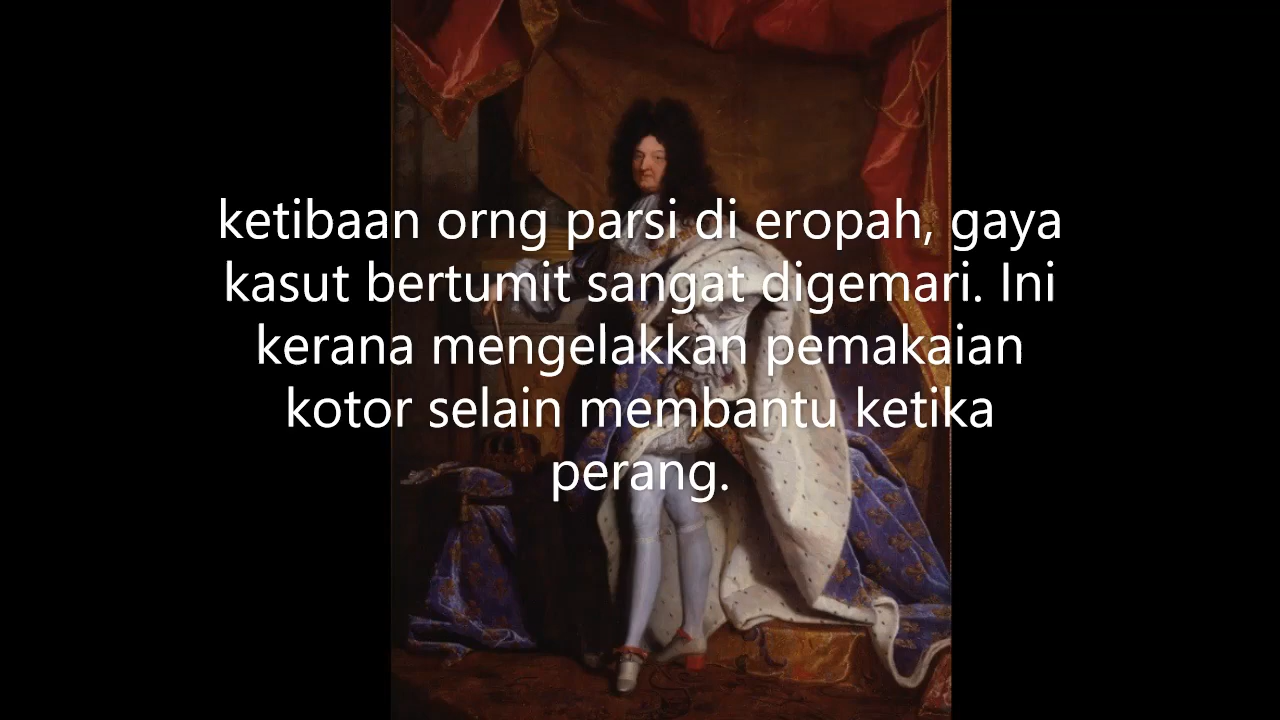 ketibaan orng parsi di eropah, gaya
kasut bertumit sangat digemari. Ini
kerana mengelakkan pemakaian
kotor selain membantu ketika
perang.